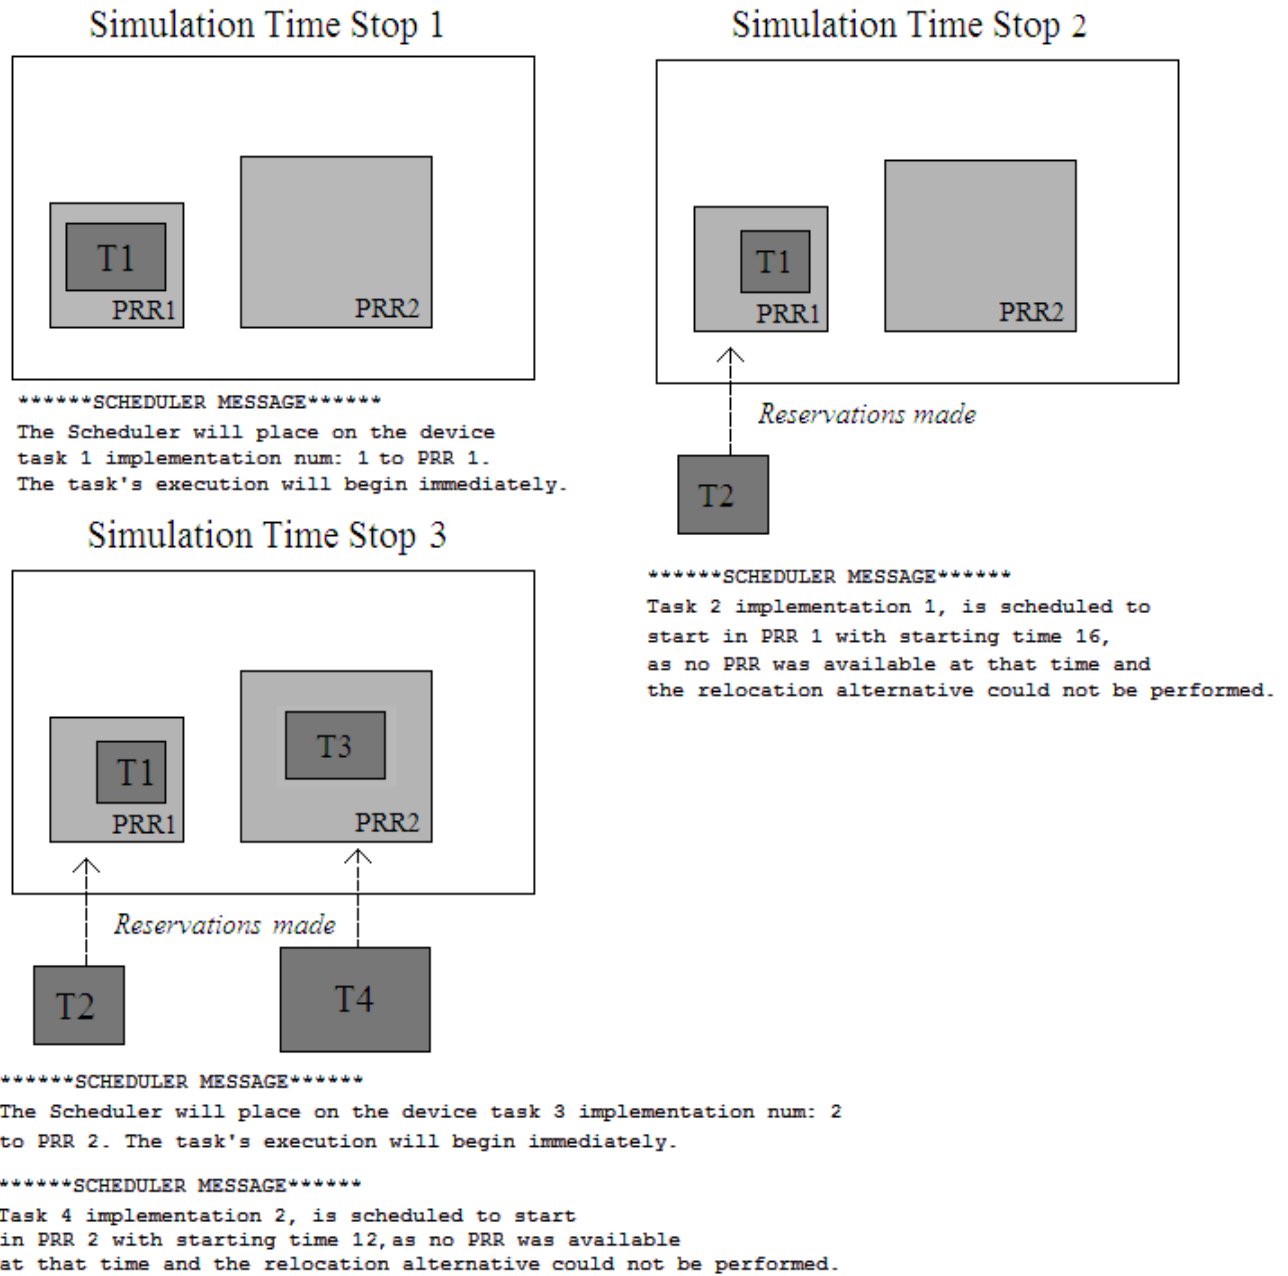 Simulation Time Stop 1
T1
PRR1
PRR2
******SCHEDULER MESSAGE******
The Scheduler will place on the device
task 1 implementation num: 1 to PRR 1.
The task's execution will begin immediately.
Simulation Time Stop 2
T1
PRR1
PRR2
Reservations made
T2
******SCHEDULER MESSAGE******
Task 2 implementation 1, is scheduled to
start in PRR 1 with starting time 16,
as no PRR was available at that time and
the relocation alternative could not be performed.
Simulation Time Stop 3
T1
PRR1
T3
PRR2
Reservations made
T2
T4
******SCHEDULER MESSAGE******
The Scheduler will place on the device task 3 implementation num: 2
to PRR 2. The task's execution will begin immediately.
******SCHEDULER MESSAGE******
Task 4 implementation 2, is scheduled to start
in PRR 2 with starting time 12,as no PRR was available
at that time and the relocation alternative could not be performed.